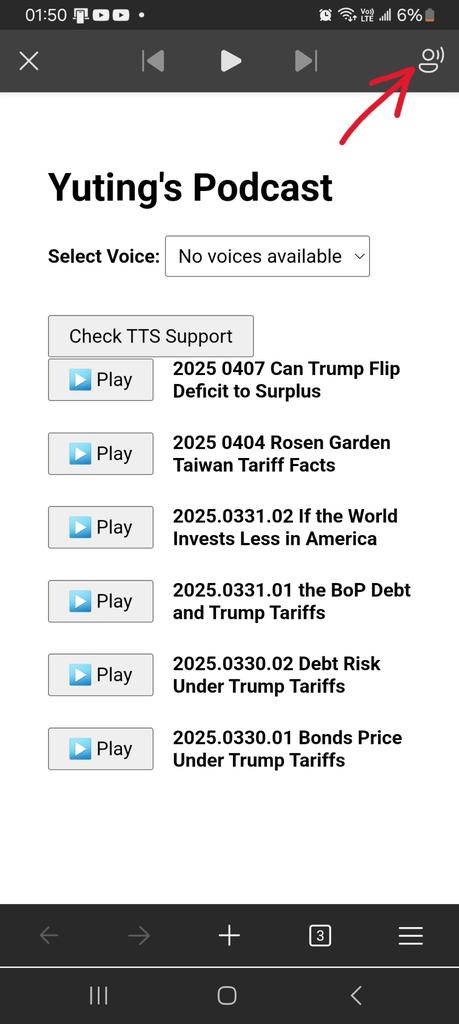 01:50
Vo)) LTE
6%
Yuting's Podcast
Select Voice: No voices available
Check TTS Support
Play
2025 0407 Can Trump Flip
Deficit to Surplus
Play
2025 0404 Rosen Garden
Taiwan Tariff Facts
Play
2025.0331.02 If the World
Invests Less in America
Play
2025.0331.01 the BoP Debt
and Trump Tariffs
Play
2025.0330.02 Debt Risk
Under Trump Tariffs
Play
2025.0330.01 Bonds Price
Under Trump Tariffs
3